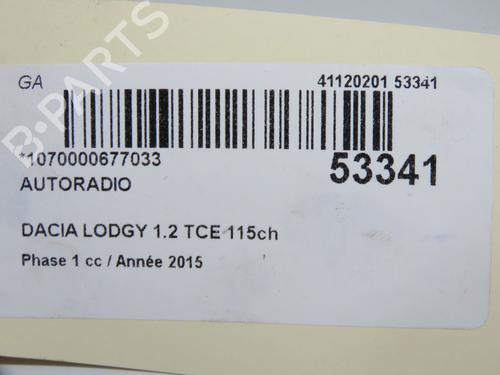 GA
41120201 53341
*1070000677033
53341
AUTORADIO
DACIA LODGY 1.2 TCE 115ch
Phase 1 cc / Année 2015
B-PARTS